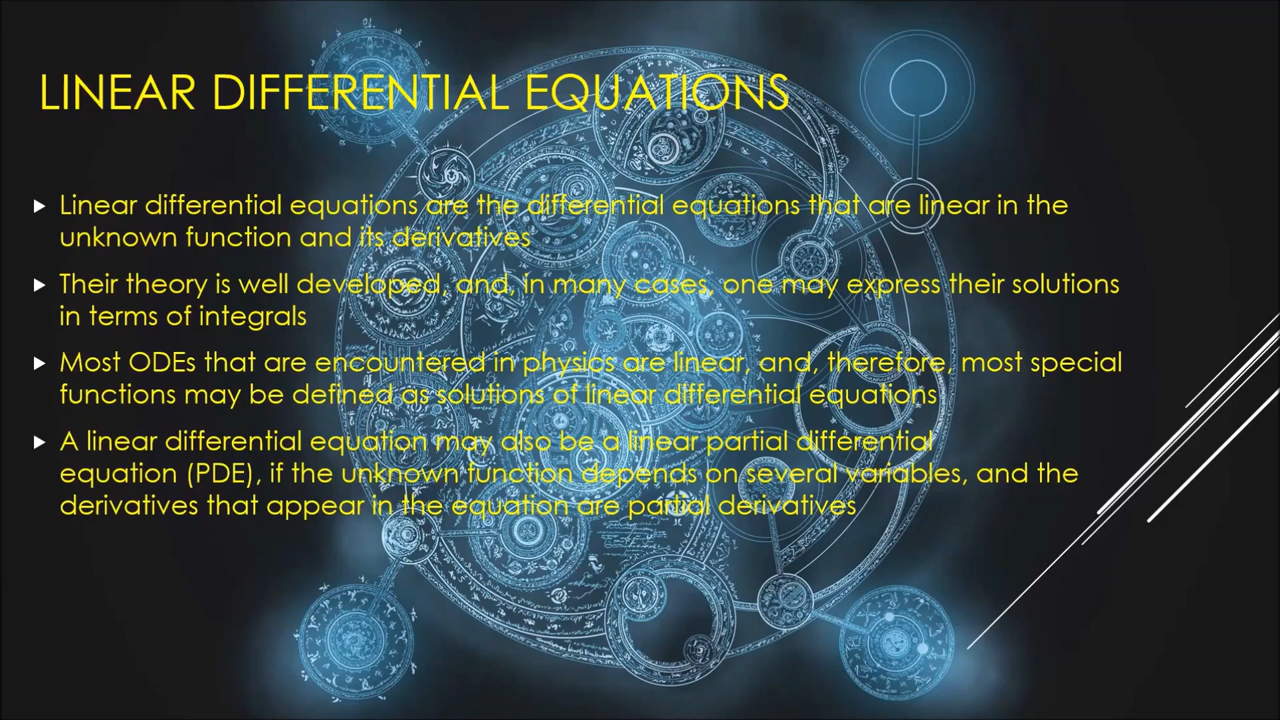 LINEAR DIFFERENTIAL EQUATIONS
Linear differential equations are the differential equations that are linear in the
unknown function and its derivatives
Their theory is well developed, and, in many cases, one may express their solutions
in terms of integrals
Most ODEs that are encountered in physics are linear, and, therefore, most special
functions may be defined as solutions of linear differential equations
A linear differential equation may also be a linear partial differential
equation (PDE), if the unknown function depends on several variables, and the
derivatives that appear in the equation are partial derivatives